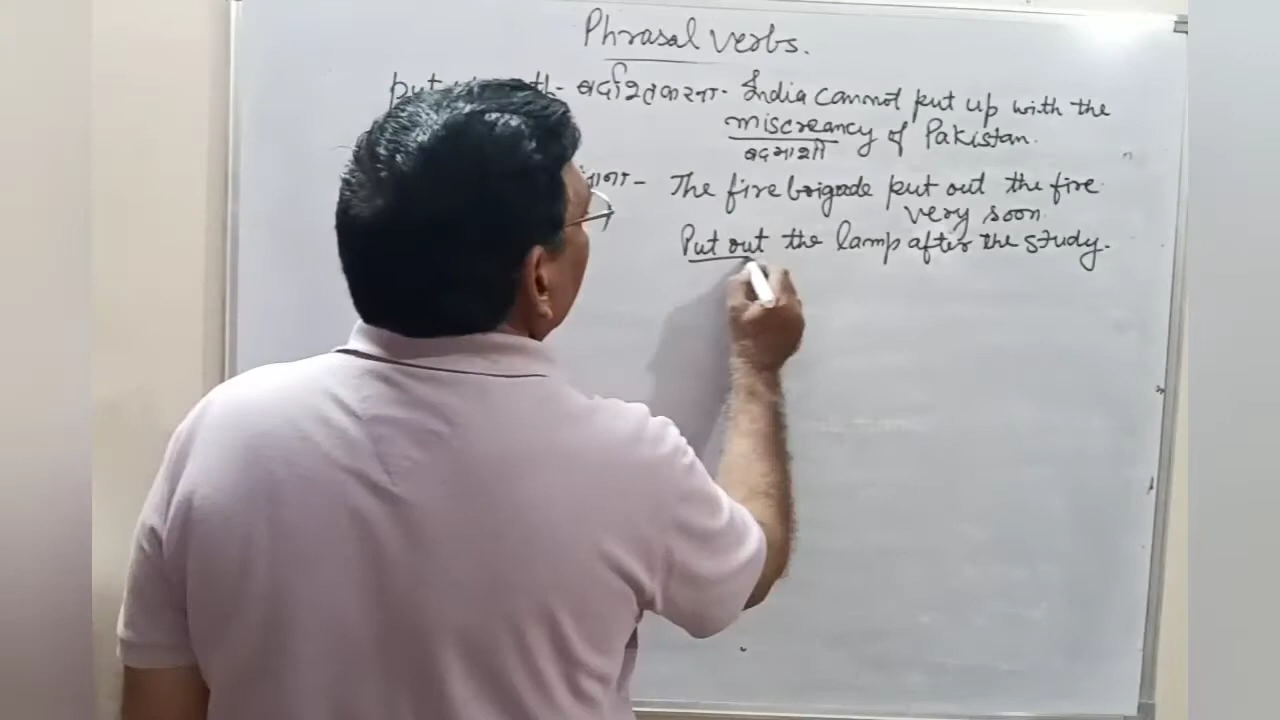 Phrasal verbs.
put बर्दाश्त करना - India cannot put up with the
miscreancy of Pakistan.
बदमाशी
The fire brigade put out the fire
very soon.
Put out the lamp after the study.